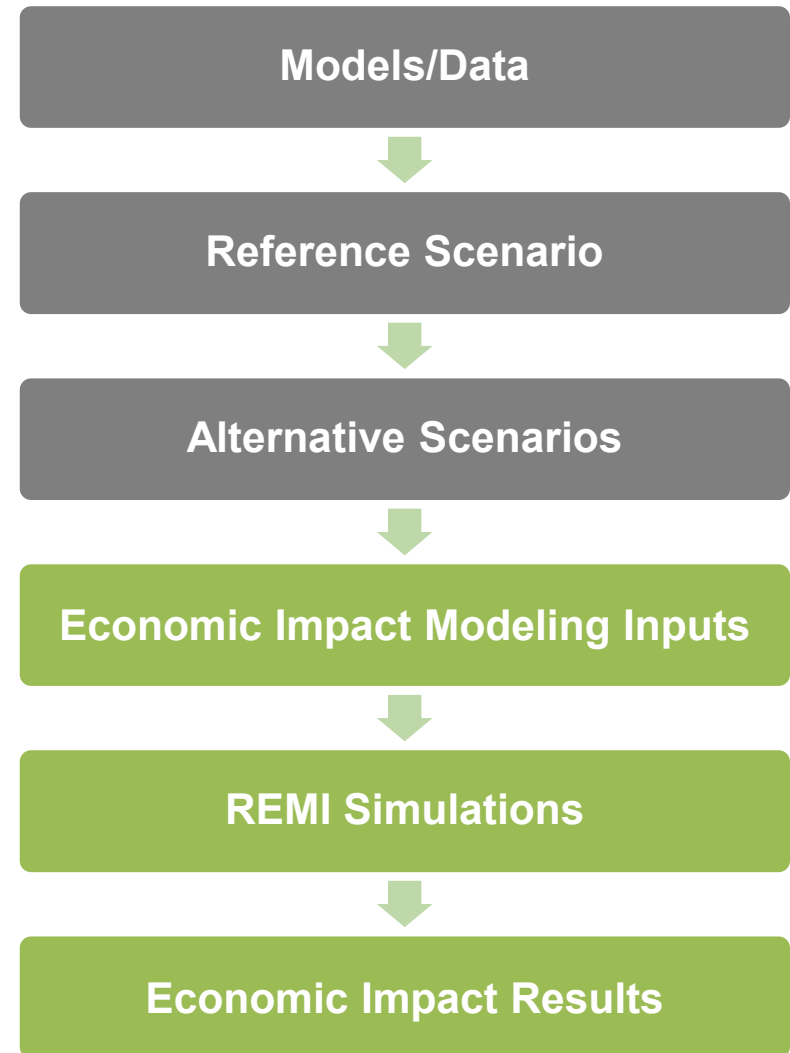 Models/Data
Reference Scenario
Alternative Scenarios
Economic Impact Modeling Inputs
REMI Simulations
Economic Impact Results